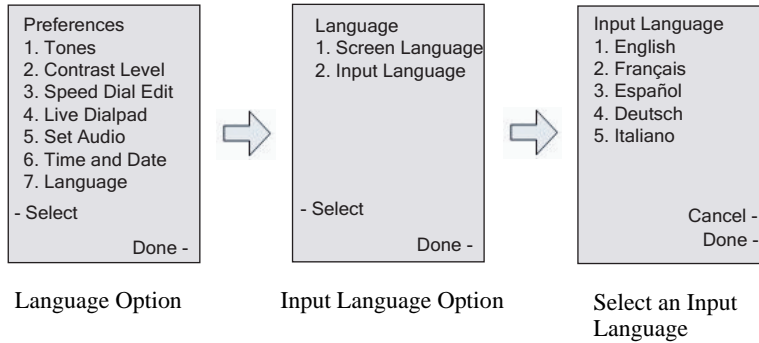 Preferences
1. Tones
2. Contrast Level
3. Speed Dial Edit
4. Live Dialpad
5. Set Audio
6. Time and Date
7. Language
- Select
Done -
Language Option
Language
1. Screen Language
2. Input Language
- Select
Done -
Input Language Option
Input Language
1. English
2. Français
3. Español
4. Deutsch
5. Italiano
Cancel -
Done -
Select an Input
Language